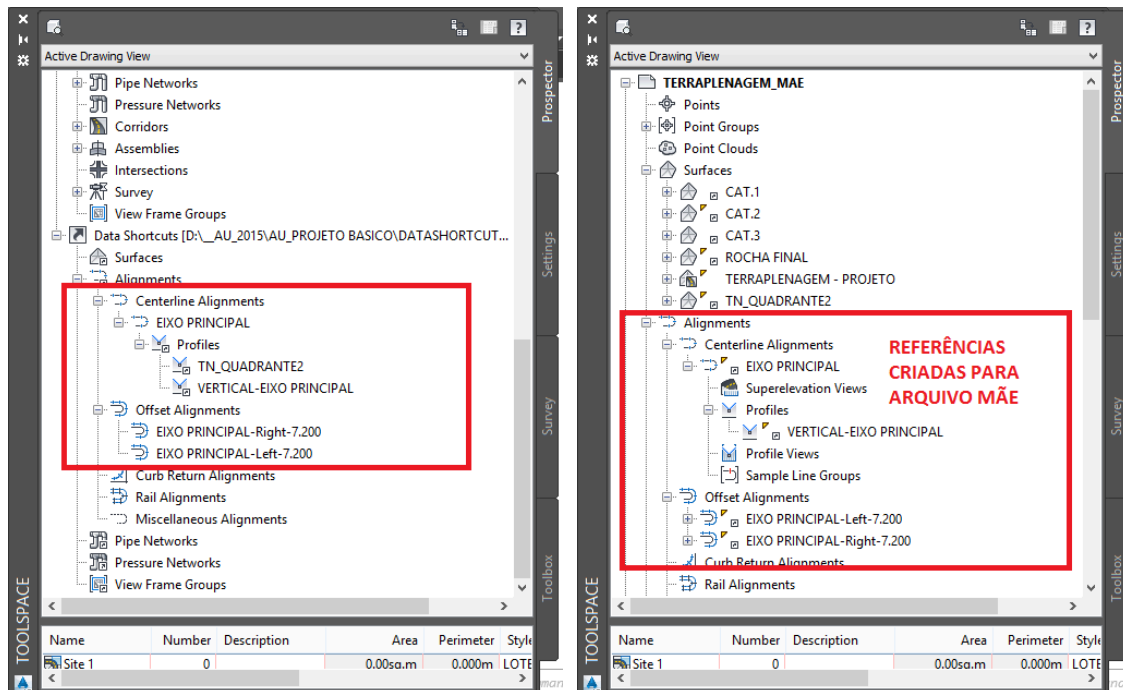 Active Drawing View
Pipe Networks
Pressure Networks
Corridors
Assemblies
Intersections
Survey
View Frame Groups
Data Shortcuts [D:\__AU_2015\AU_PROJETO BASICO\DATASHORTCUT...
Surfaces
Alignments
Centerline Alignments
EIXO PRINCIPAL
Profiles
TN_QUADRANTE2
VERTICAL-EIXO PRINCIPAL
Offset Alignments
EIXO PRINCIPAL-Right-7.200
EIXO PRINCIPAL-Left-7.200
Curb Return Alignments
Rail Alignments
Miscellaneous Alignments
Pipe Networks
Pressure Networks
View Frame Groups
Name Number Description Area Perimeter Style
Site 1 0 0.00sq.m 0.000m LOTE
TOOLSPACE
Prospector
Settings
Survey
Toolbox
Active Drawing View
TERRAPLENAGEM_MAE
Points
Point Groups
Point Clouds
Surfaces
CAT.1
CAT.2
CAT.3
ROCHA FINAL
TERRAPLENAGEM - PROJETO
TN_QUADRANTE2
Alignments
Centerline Alignments
EIXO PRINCIPAL
Superelevation Views
Profiles
VERTICAL-EIXO PRINCIPAL
Profile Views
Sample Line Groups
Offset Alignments
EIXO PRINCIPAL-Left-7.200
EIXO PRINCIPAL-Right-7.200
Curb Return Alignments
Rail Alignments
REFERÊNCIAS
CRIADAS PARA
ARQUIVO MÃE
Name Number Description Area Perimeter Style
Site 1 0 0.00sq.m 0.000m LOTE
TOOLSPACE
Prospector
Settings
Survey
Toolbox